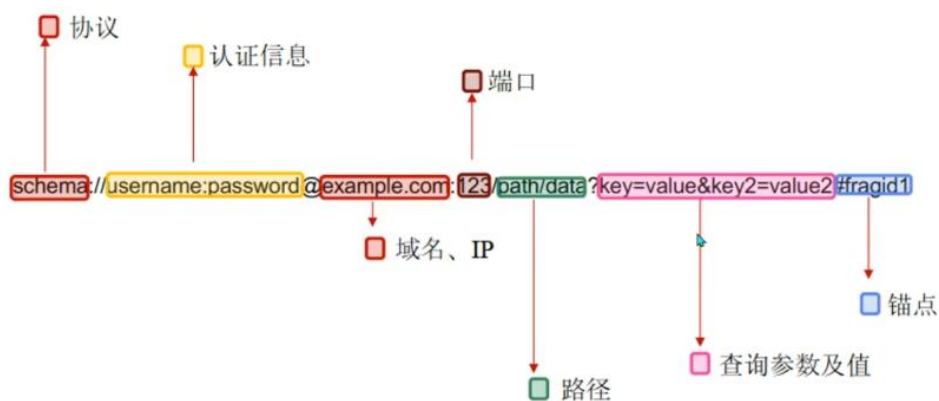 协议
认证信息
端口
schema://username:password@example.com:123/path/data?key=value&key2=value2#fragid1
域名、IP
锚点
查询参数及值
路径